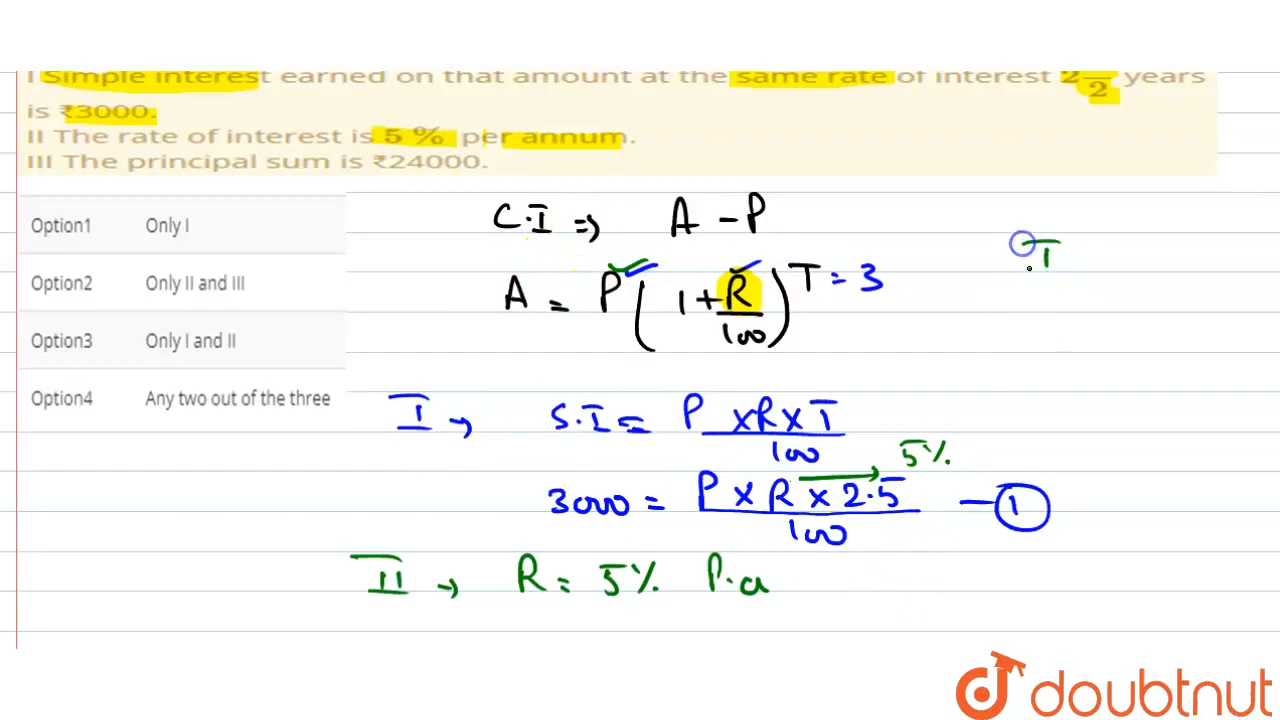 I Simple interest earned on that amount at the same rate of interest 2 1/2 years
is ₹3000.
II The rate of interest is 5 % per annum.
III The principal sum is ₹24000.
Option1 Only I
Option2 Only II and III
Option3 Only I and II
Option4 Any two out of the three
C.I ⇒ A - P
A = P (1 + R/100)^T = 3
T
I → S.I = P × R × T / 100
5%
3000 = P × R × 2.5 / 100 — 1
II → R = 5% P.a
doubtnut